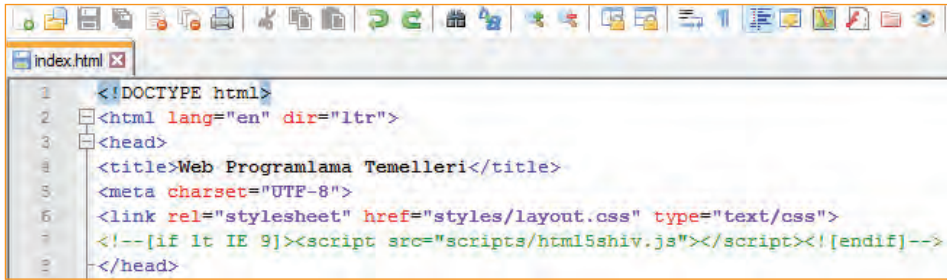 index.html
1 <!DOCTYPE html>
2 <html lang="en" dir="ltr">
3 <head>
4 <title>Web Programlama Temelleri</title>
5 <meta charset="UTF-8">
6 <link rel="stylesheet" href="styles/layout.css" type="text/css">
7 <!--[if lt IE 9]><script src="scripts/html5shiv.js"></script><![endif]-->
8 </head>